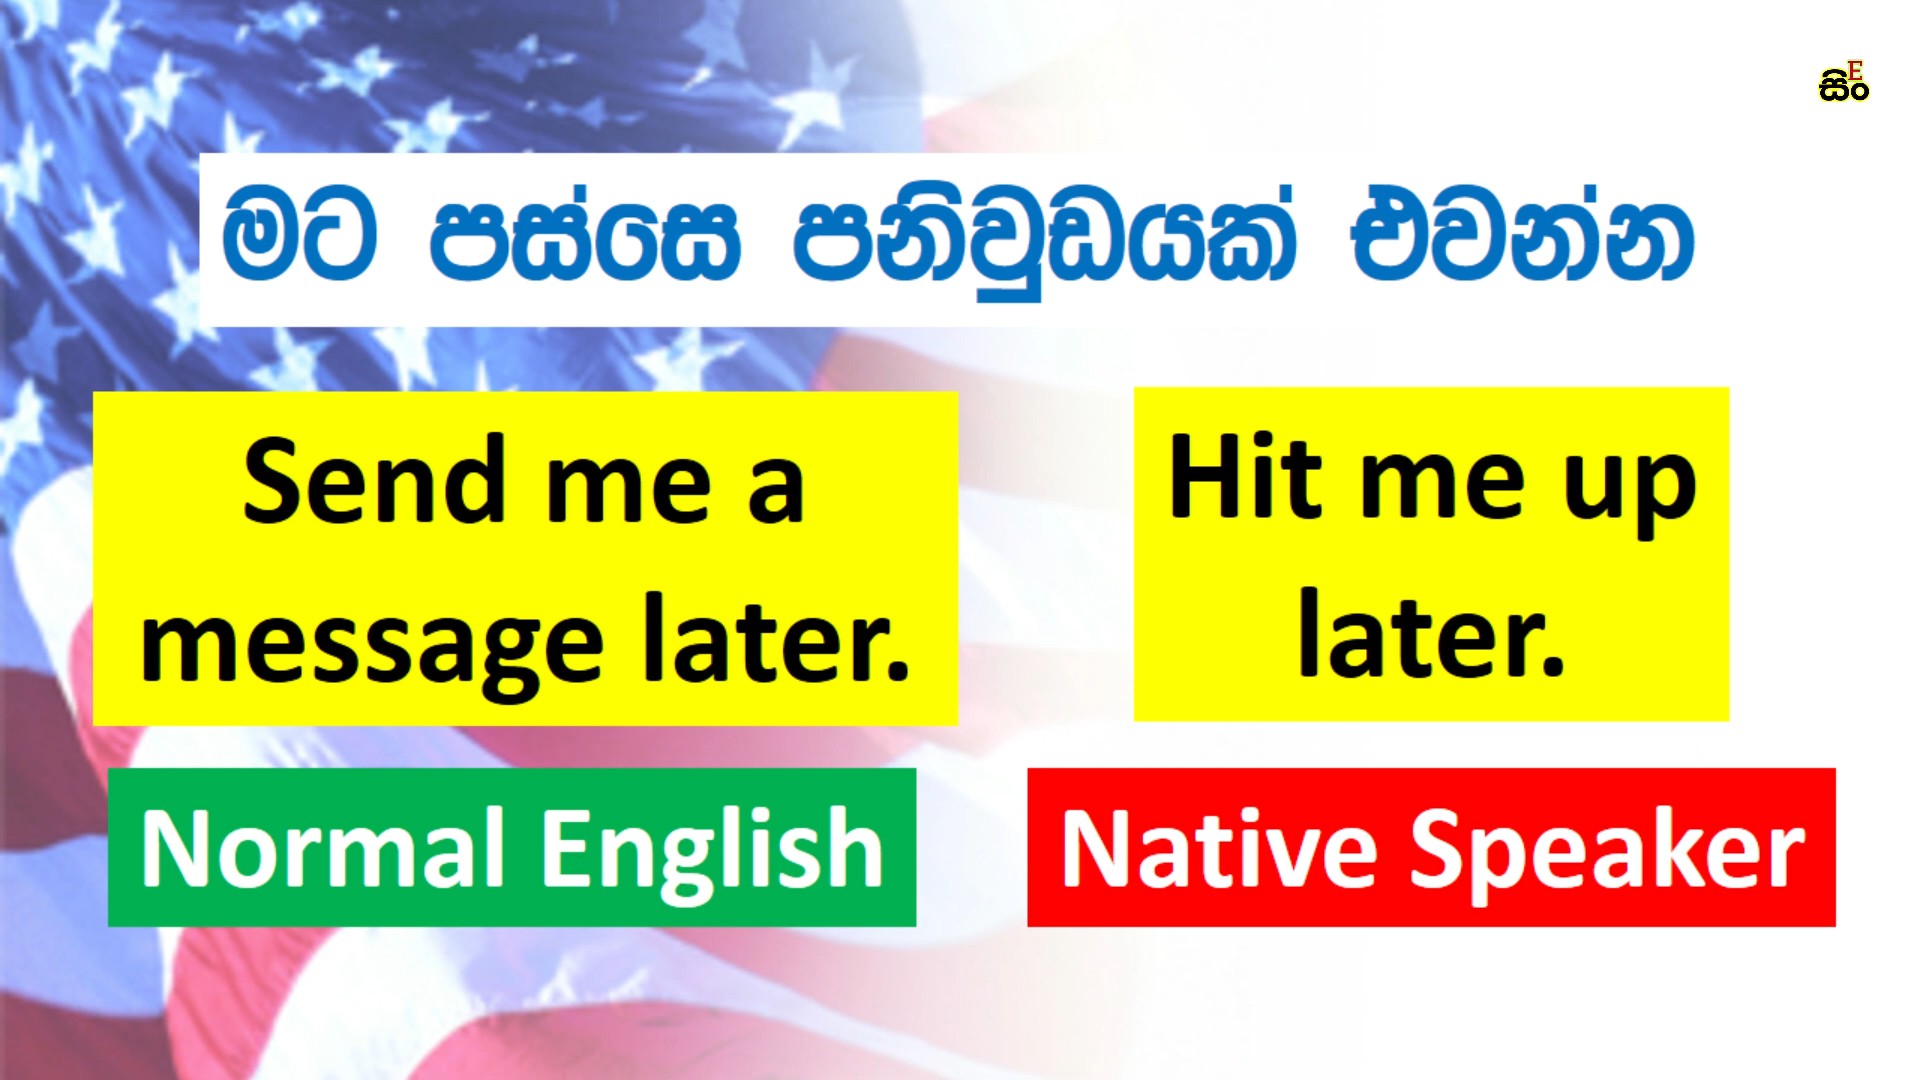 සිං
E
මට පස්සෙ පනිවුඩයක් එවන්න
Send me a
message later.
Hit me up
later.
Normal English
Native Speaker